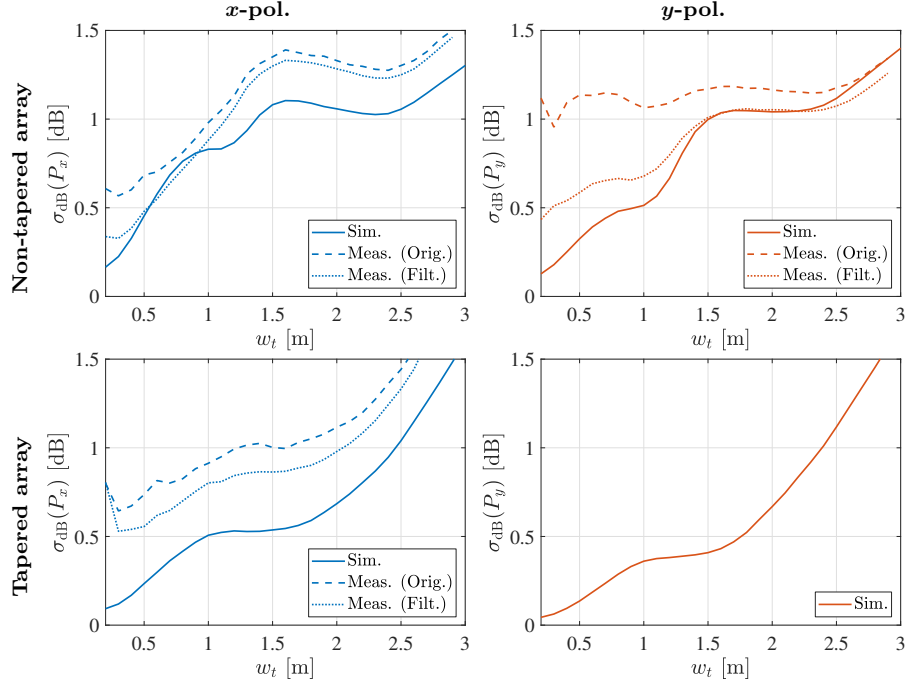 x-pol.
y-pol.
Non-tapered array
σdB(Px) [dB]
1.5
1
0.5
0
Sim.
Meas. (Orig.)
Meas. (Filt.)
0.5 1 1.5 2 2.5 3
wt [m]
σdB(Py) [dB]
1.5
1
0.5
0
Sim.
Meas. (Orig.)
Meas. (Filt.)
0.5 1 1.5 2 2.5 3
wt [m]
Tapered array
σdB(Px) [dB]
1.5
1
0.5
0
Sim.
Meas. (Orig.)
Meas. (Filt.)
0.5 1 1.5 2 2.5 3
wt [m]
σdB(Py) [dB]
1.5
1
0.5
0
Sim.
0.5 1 1.5 2 2.5 3
wt [m]